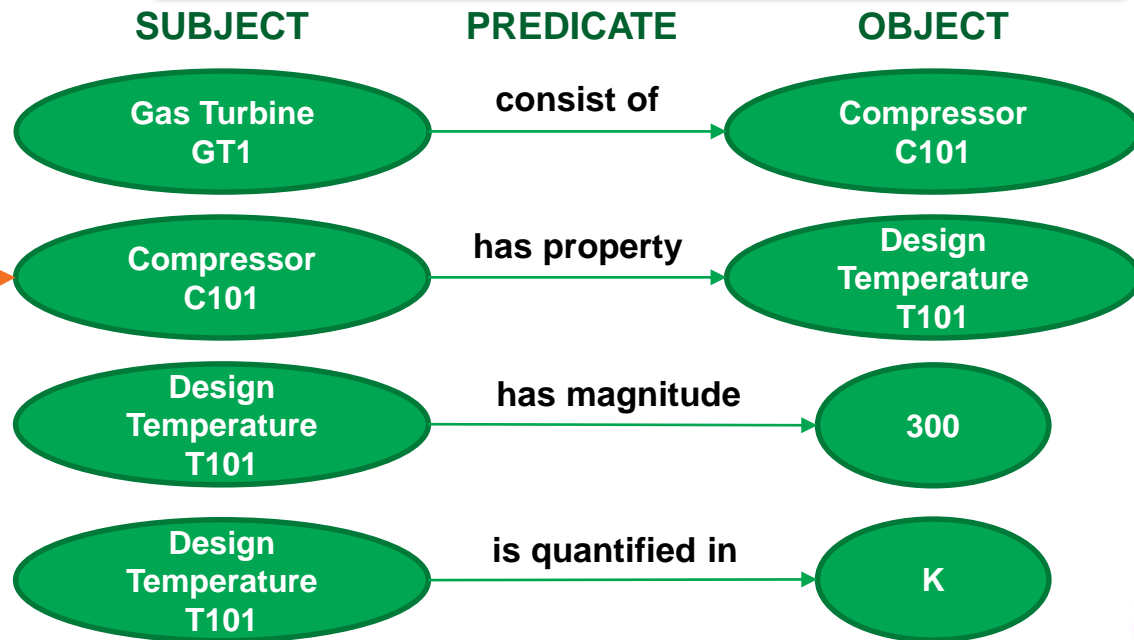 SUBJECT PREDICATE OBJECT
Gas Turbine
GT1
consist of
Compressor
C101
Compressor
C101
has property
Design
Temperature
T101
Design
Temperature
T101
has magnitude
300
Design
Temperature
T101
is quantified in
K